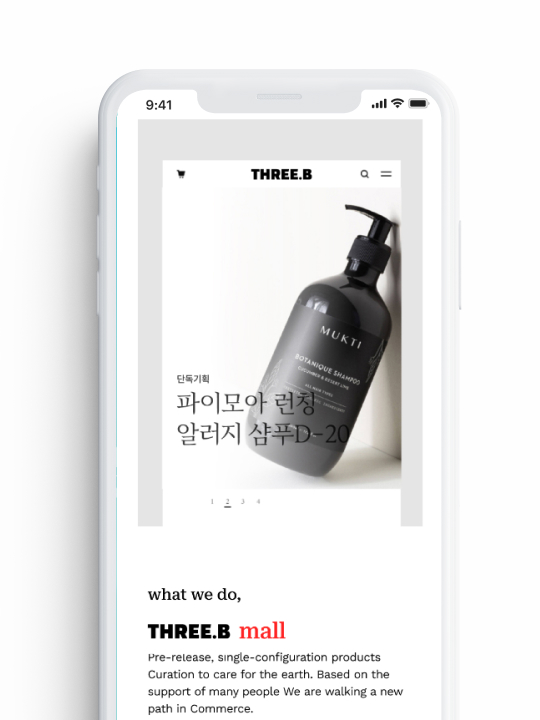 9:41
THREE.B
MUKTI
BOTANIQUE SHAMPOO
CUCUMBER & DESERT LIME
단독기획
파이모아 런칭
알러지 샴푸D-20
1 2 3 4
what we do,
THREE.B mall
Pre-release, single-configuration products
Curation to care for the earth. Based on the
support of many people We are walking a new
path in Commerce.